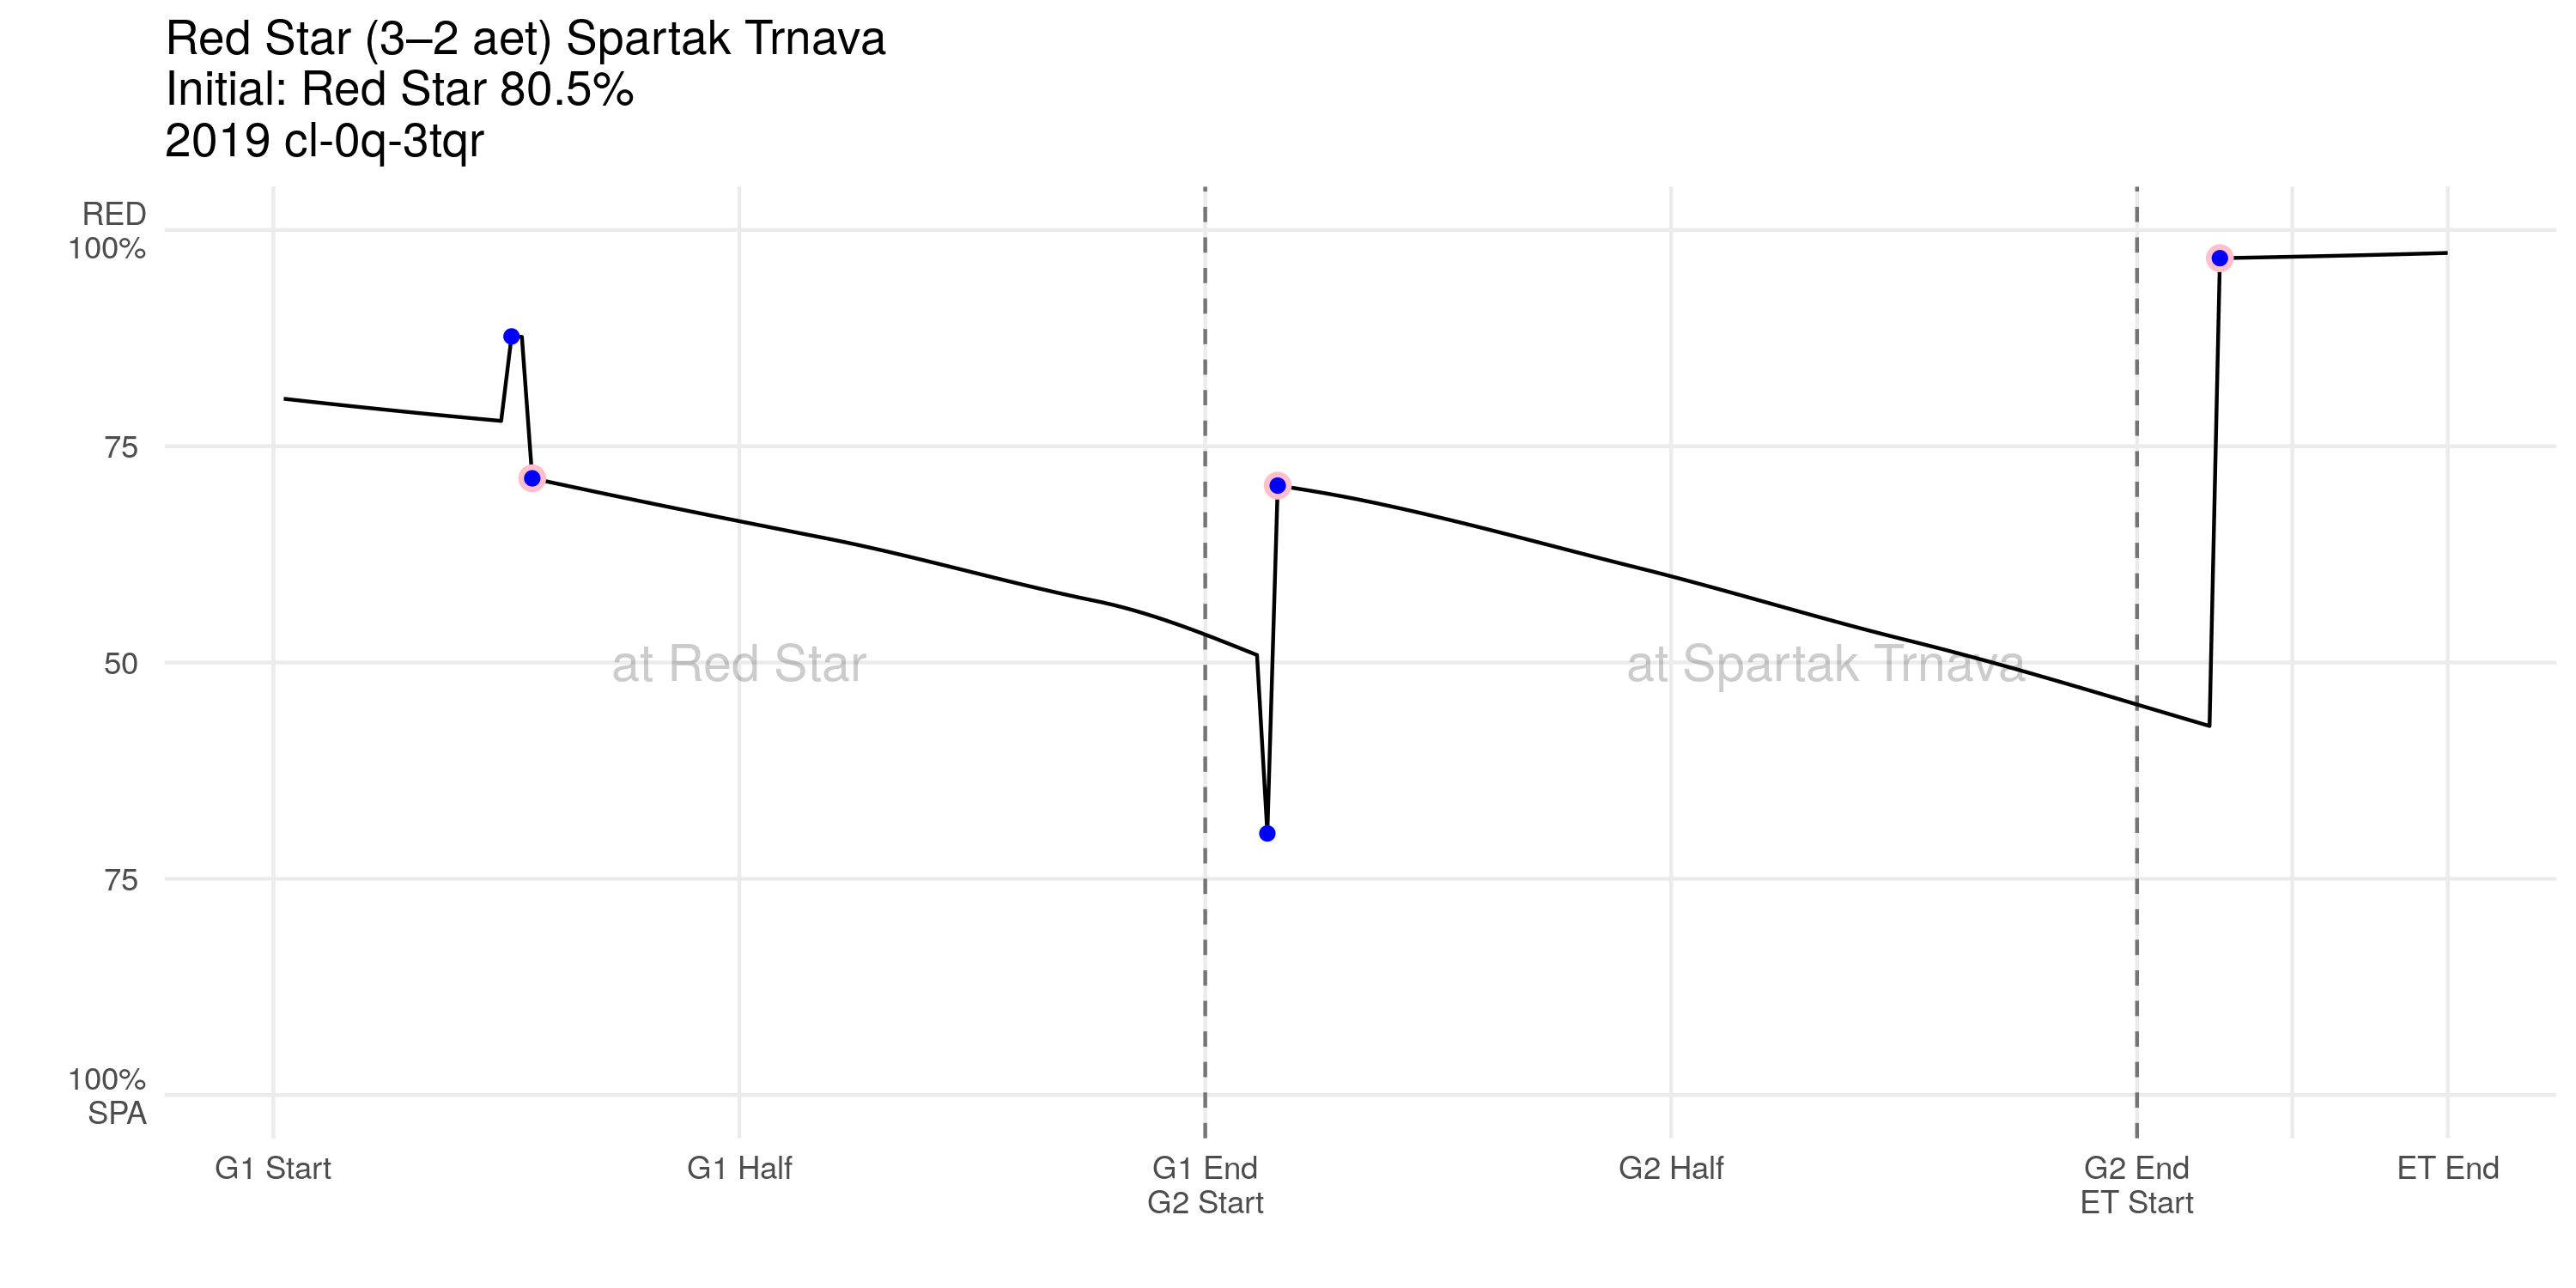 Red Star (3–2 aet) Spartak Trnava
Initial: Red Star 80.5%
2019 cl-0q-3tqr
RED
100%
75
50
75
100%
SPA
at Red Star
at Spartak Trnava
G1 Start
G1 Half
G1 End
G2 Start
G2 Half
G2 End
ET Start
ET End